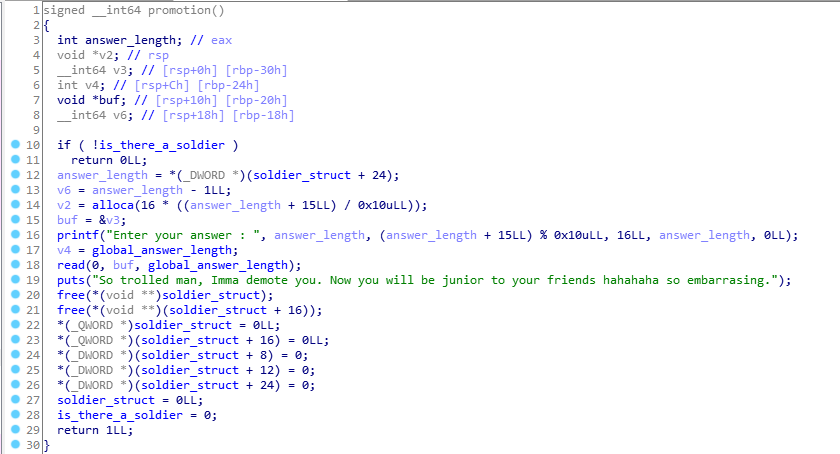 1 signed __int64 promotion()
2 {
3 int answer_length; // eax
4 void *v2; // rsp
5 __int64 v3; // [rsp+0h] [rbp-30h]
6 int v4; // [rsp+Ch] [rbp-24h]
7 void *buf; // [rsp+10h] [rbp-20h]
8 __int64 v6; // [rsp+18h] [rbp-18h]
9
10 if ( !is_there_a_soldier )
11 return 0LL;
12 answer_length = *(_DWORD *)(soldier_struct + 24);
13 v6 = answer_length - 1LL;
14 v2 = alloca(16 * ((answer_length + 15LL) / 0x10uLL));
15 buf = &v3;
16 printf("Enter your answer : ", answer_length, (answer_length + 15LL) % 0x10uLL, 16LL, answer_length, 0LL);
17 v4 = global_answer_length;
18 read(0, buf, global_answer_length);
19 puts("So trolled man, Imma demote you. Now you will be junior to your friends hahahaha so embarrasing.");
20 free(*(void **)soldier_struct);
21 free(*(void **)(soldier_struct + 16));
22 *(_QWORD *)soldier_struct = 0LL;
23 *(_QWORD *)(soldier_struct + 16) = 0LL;
24 *(_DWORD *)(soldier_struct + 8) = 0;
25 *(_DWORD *)(soldier_struct + 12) = 0;
26 *(_DWORD *)(soldier_struct + 24) = 0;
27 soldier_struct = 0LL;
28 is_there_a_soldier = 0;
29 return 1LL;
30 }